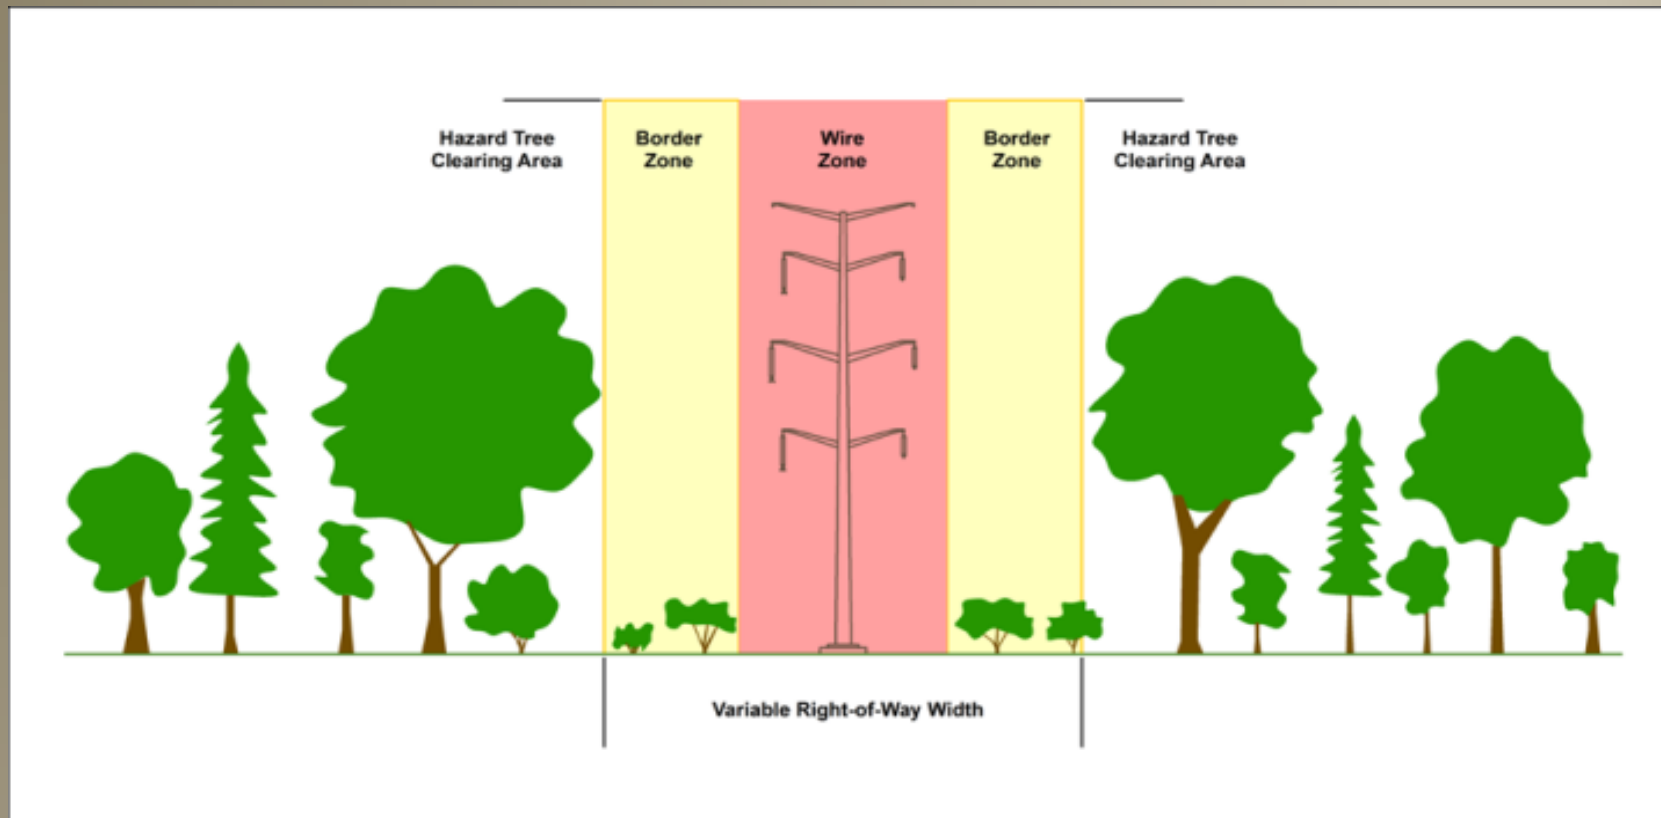 Hazard Tree
Clearing Area
Border
Zone
Wire
Zone
Border
Zone
Hazard Tree
Clearing Area
Variable Right-of-Way Width